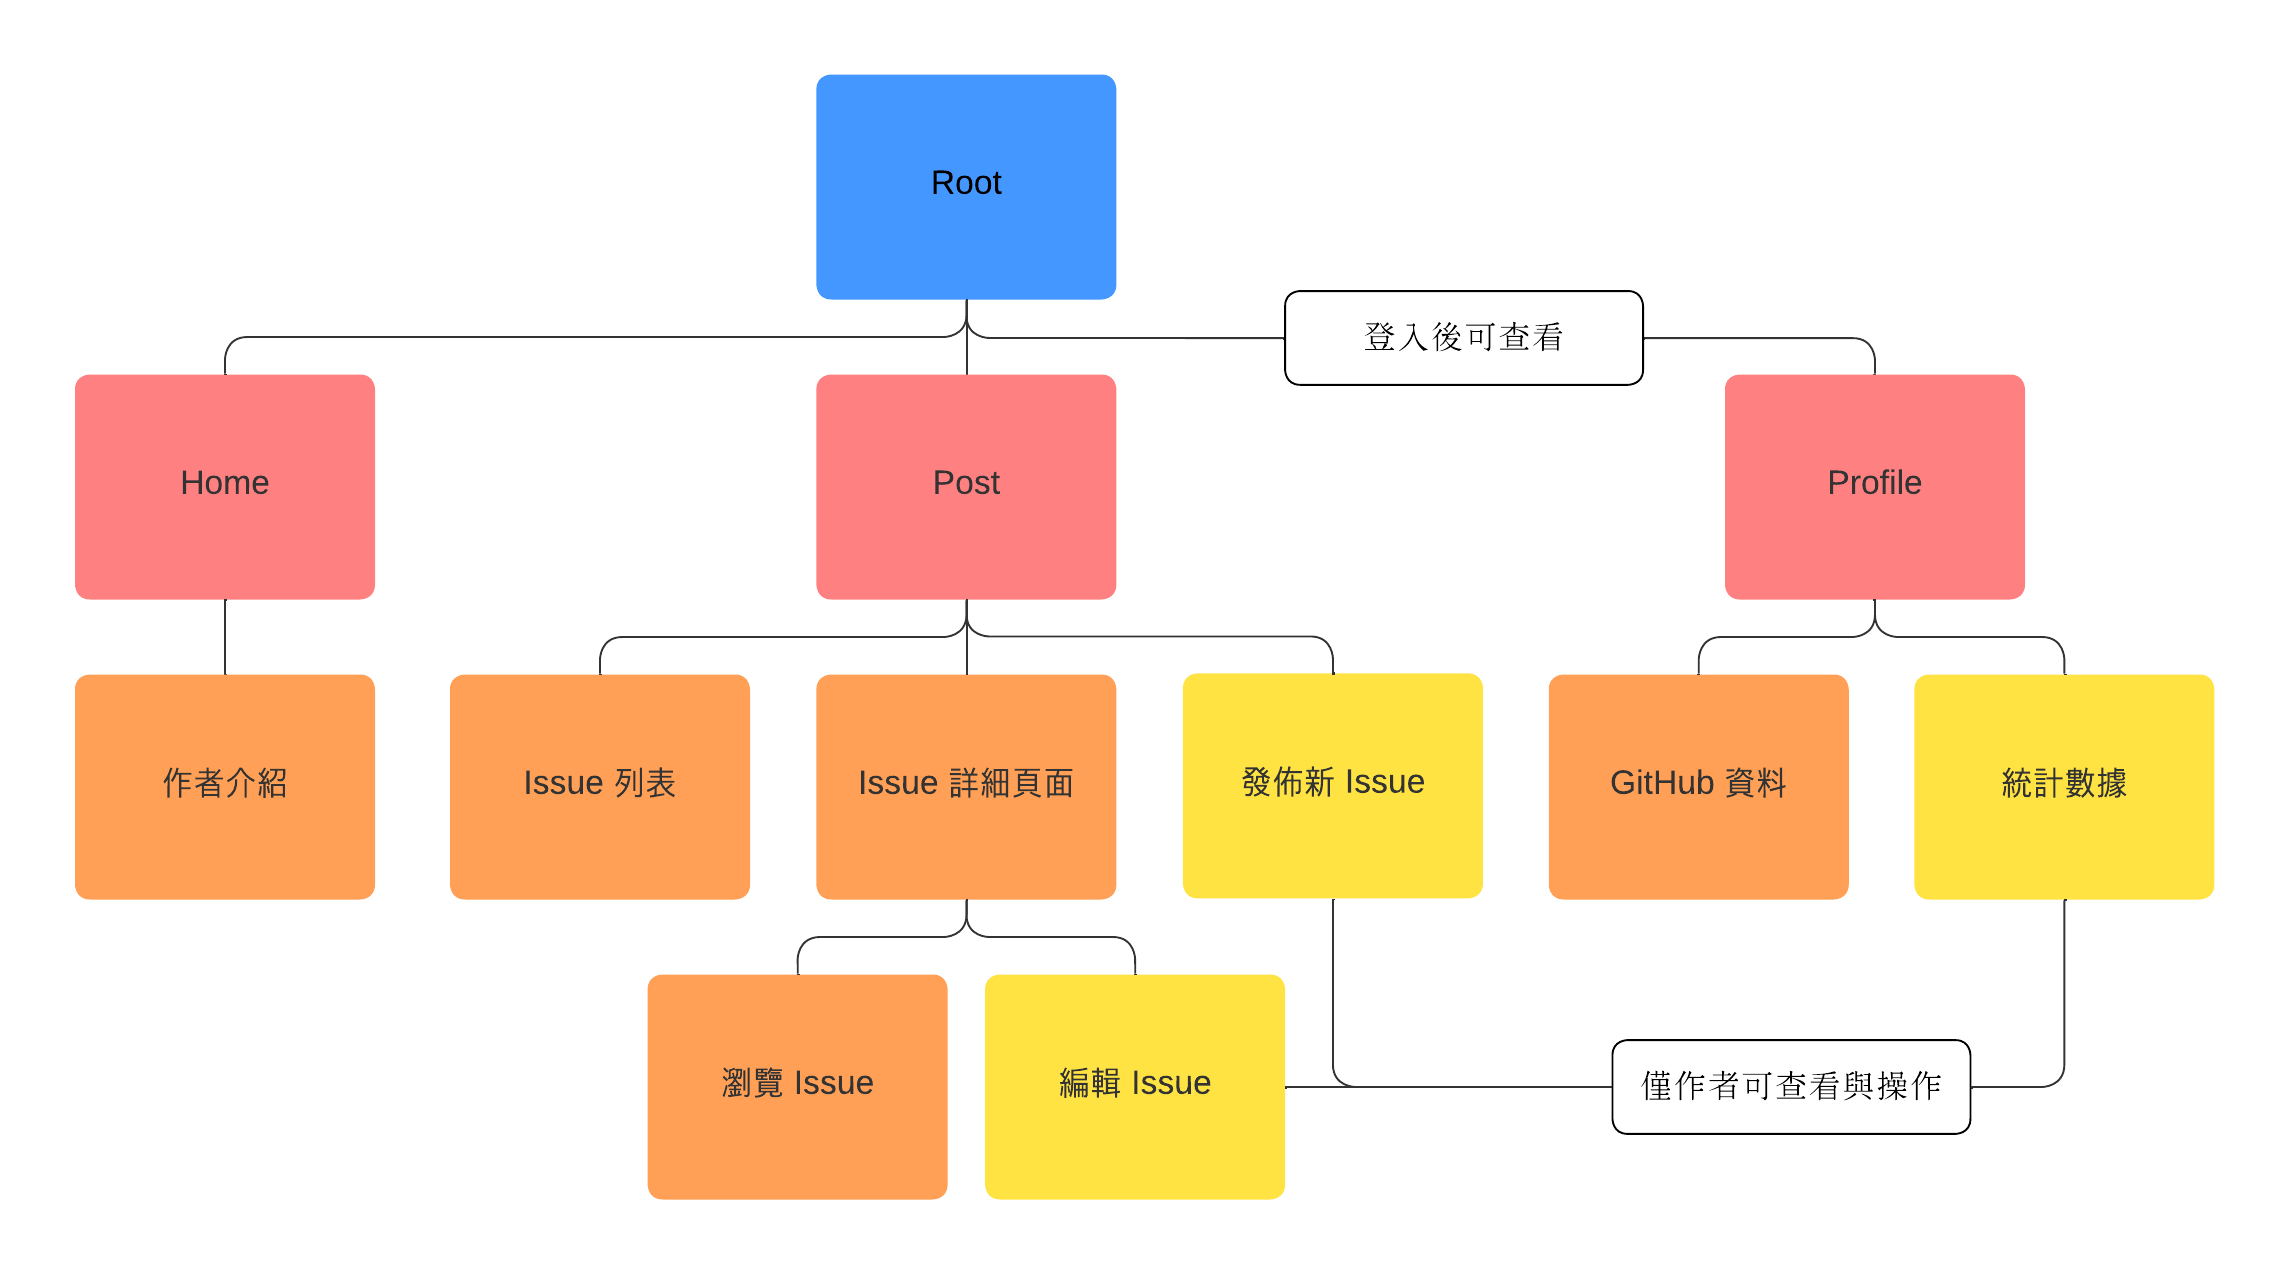 Root
登入後可查看
Home
Post
Profile
作者介紹
Issue 列表
Issue 詳細頁面
發佈新 Issue
GitHub 資料
統計數據
瀏覽 Issue
編輯 Issue
僅作者可查看與操作